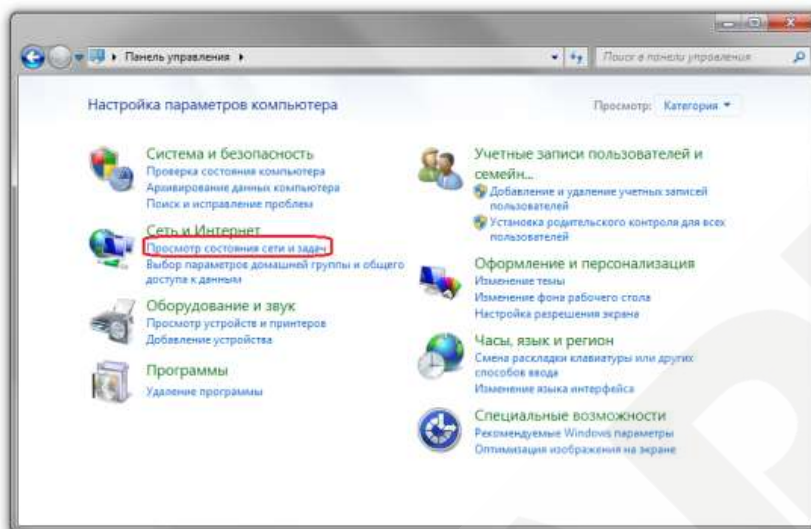 Панель управления
Поиск в панели управления
Настройка параметров компьютера
Просмотр: Категория
Система и безопасность
Проверка состояния компьютера
Архивирование данных компьютера
Поиск и исправление проблем
Сеть и Интернет
Просмотр состояния сети и задач
Выбор параметров домашней группы и общего
доступа к данным
Оборудование и звук
Просмотр устройств и принтеров
Добавление устройства
Программы
Удаление программы
Учетные записи пользователей и
семейн...
Добавление и удаление учетных записей
пользователей
Установка родительского контроля для всех
пользователей
Оформление и персонализация
Изменение темы
Изменение фона рабочего стола
Настройка разрешения экрана
Часы, язык и регион
Смена раскладки клавиатуры или других
способов ввода
Изменение языка интерфейса
Специальные возможности
Рекомендуемые Windows параметры
Оптимизация изображения на экране